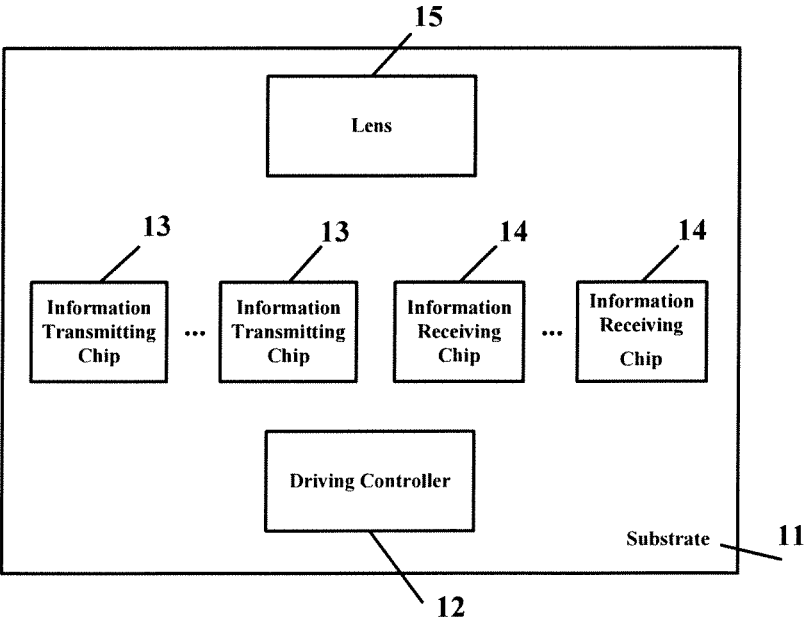 15
Lens
13
13
14
14
Information
Transmitting
Chip
...
Information
Transmitting
Chip
Information
Receiving
Chip
...
Information
Receiving
Chip
Driving Controller
Substrate
11
12